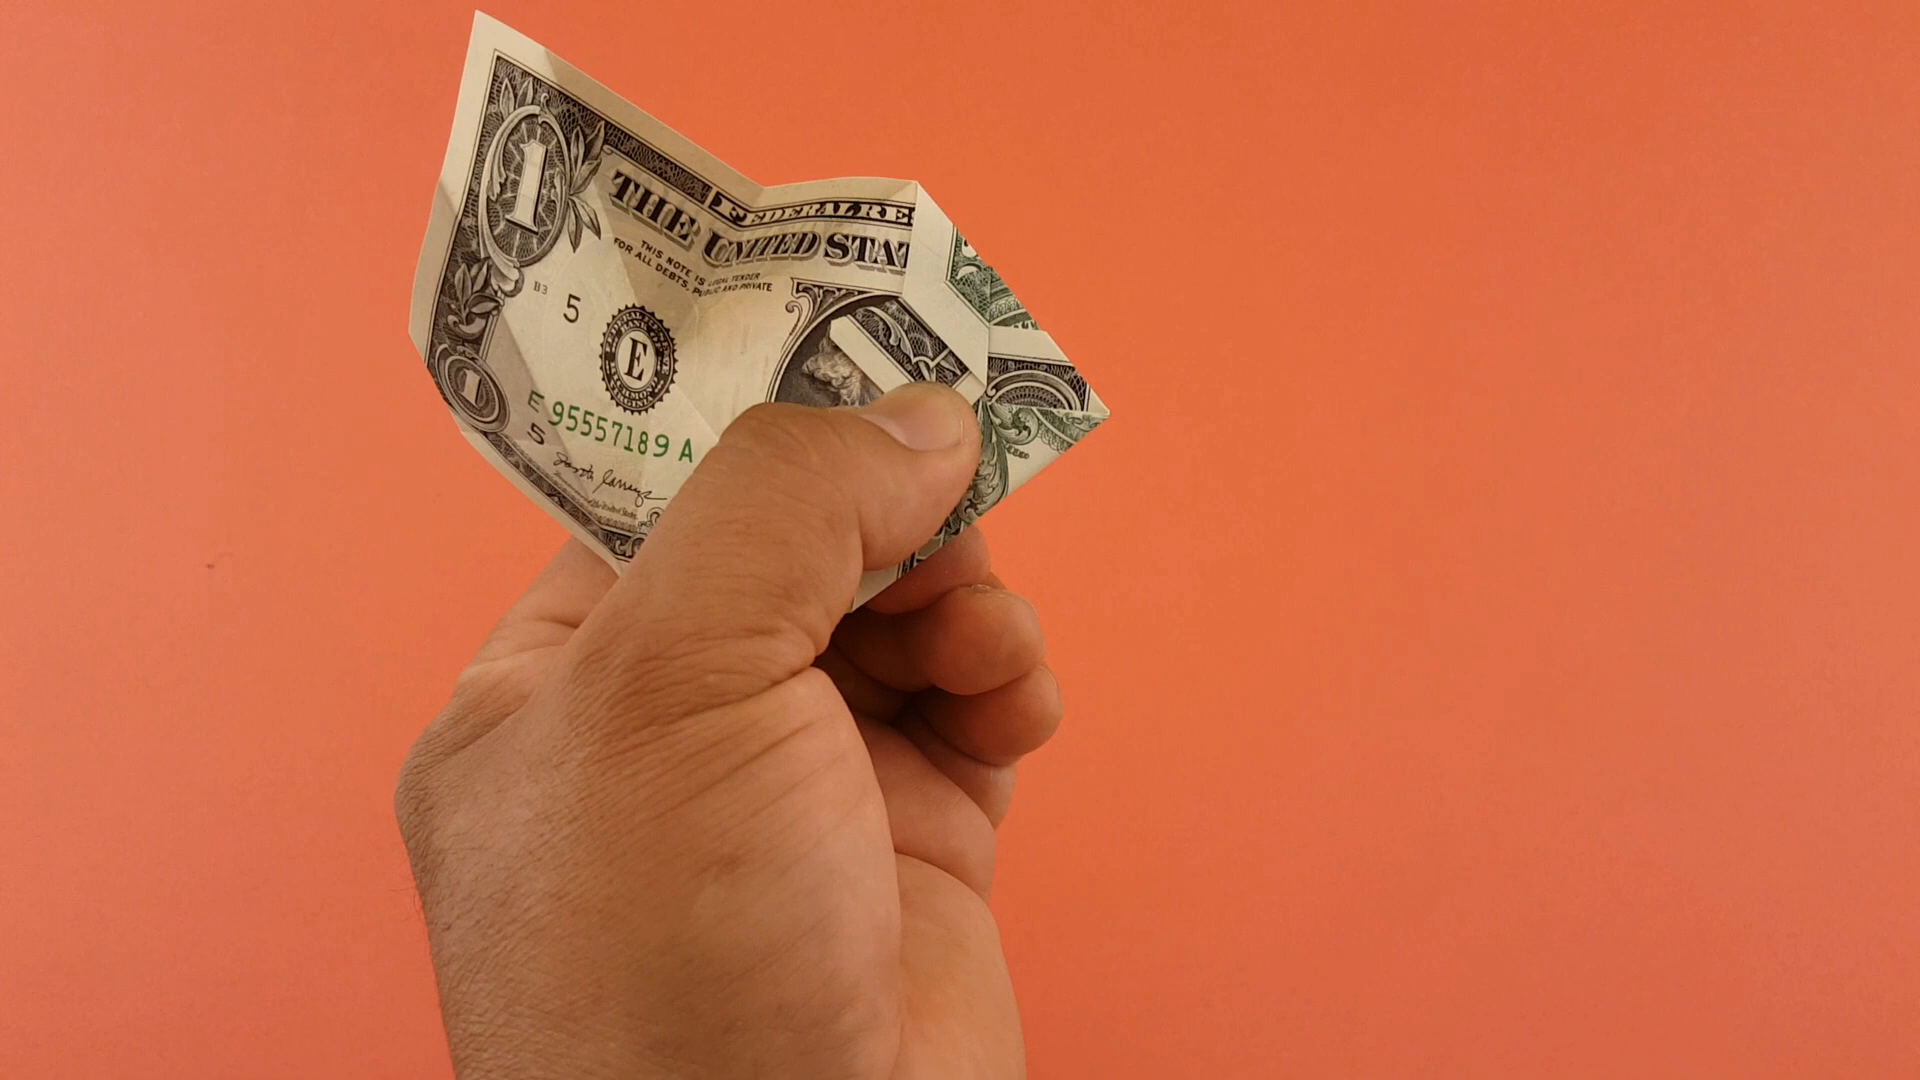 1
FEDERAL RE
THE UNITED STA
THIS NOTE IS LEGAL TENDER
FOR ALL DEBTS, PUBLIC AND PRIVATE
B3
5
E
1
E 95557189 A
5